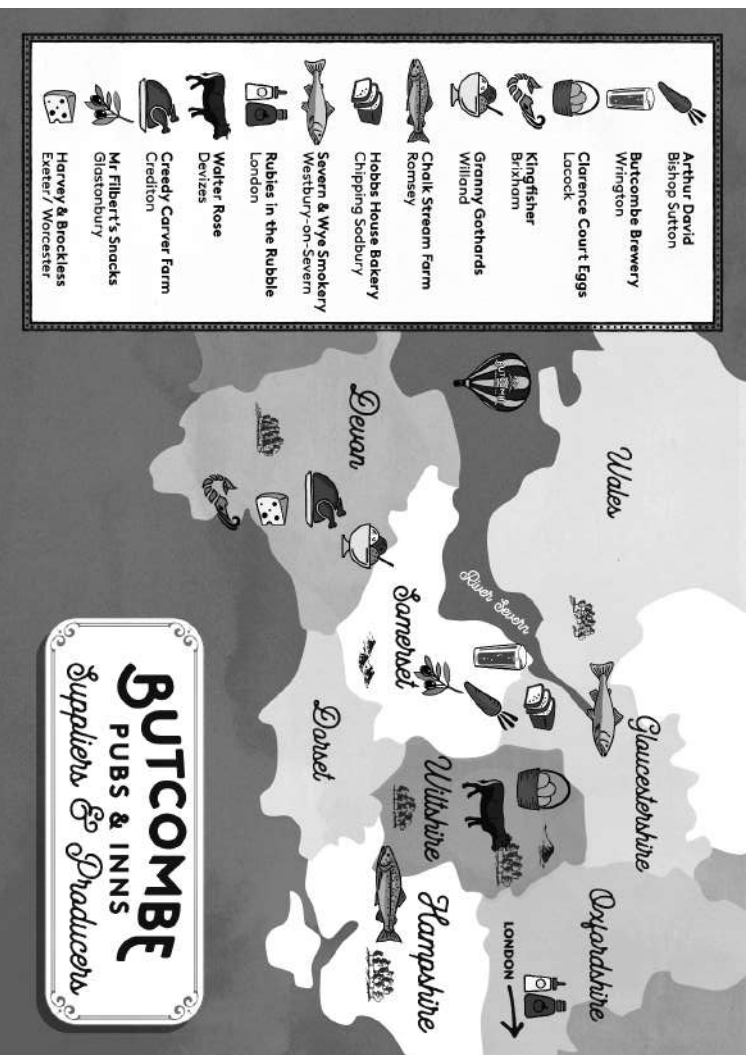 Arthur David
Bishop Sutton
Butcombe Brewery
Wrington
Clarence Court Eggs
Lacock
Kingfisher
Brixham
Granny Gothards
Willand
Chalk Stream Farm
Romsey
Hobbs House Bakery
Chipping Sodbury
Severn & Wye Smokery
Westbury-on-Severn
Rubies in the Rubble
London
Walter Rose
Devizes
Creedy Carver Farm
Crediton
Mr Filbert's Snacks
Glastonbury
Harvey & Brockless
Exeter/ Worcester
BUTCOMBE
Wales
River Severn
Gloucestershire
Oxfordshire
LONDON
Devon
Somerset
Wiltshire
Hampshire
Dorset
BUTCOMBE
PUBS & INNS
Suppliers & Producers